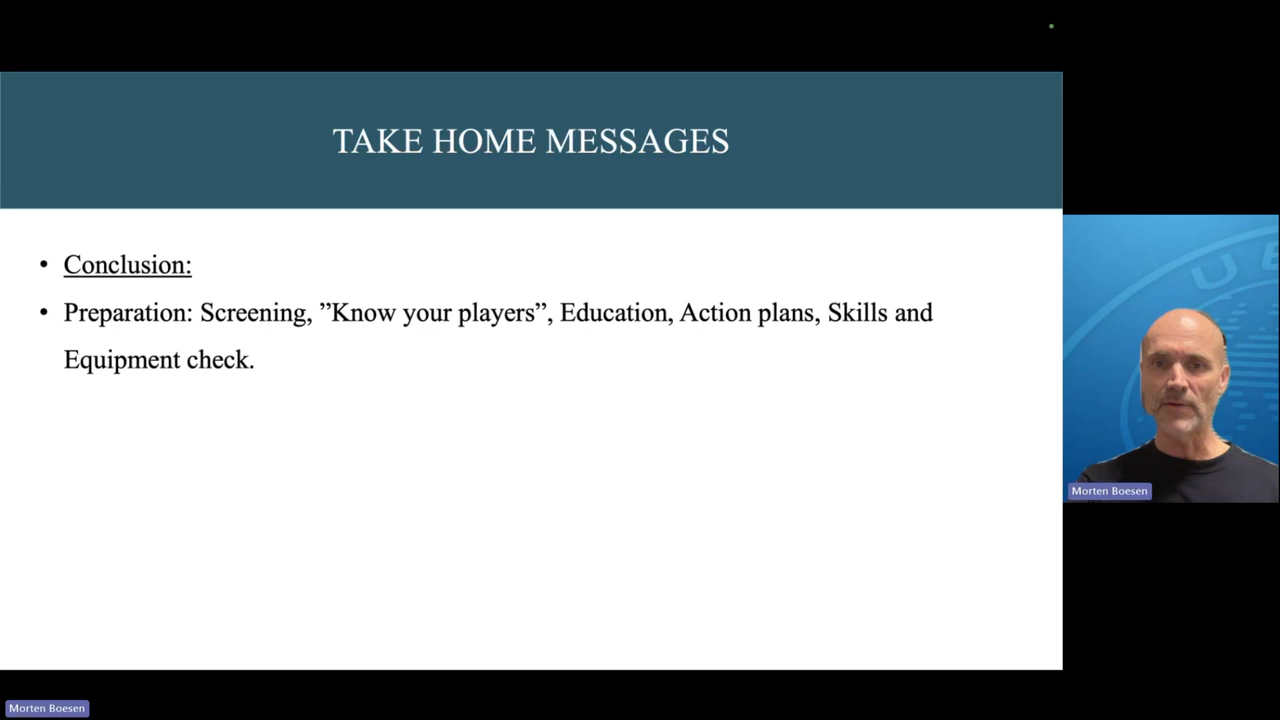 TAKE HOME MESSAGES
• Conclusion:
• Preparation: Screening, ”Know your players”, Education, Action plans, Skills and
Equipment check.
U E
Morten Boesen
Morten Boesen